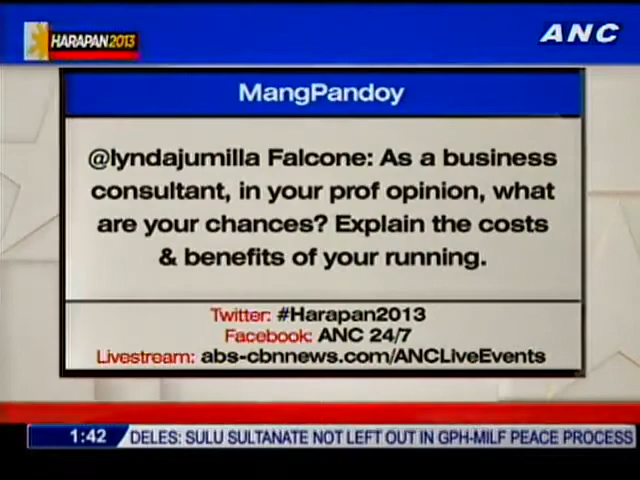 HARAPAN 2013
ANC
MangPandoy
@lyndajumilla Falcone: As a business
consultant, in your prof opinion, what
are your chances? Explain the costs
& benefits of your running.
Twitter: #Harapan2013
Facebook: ANC 24/7
Livestream: abs-cbnnews.com/ANCLiveEvents
1:42 DELES: SULU SULTANATE NOT LEFT OUT IN GPH-MILF PEACE PROCESS